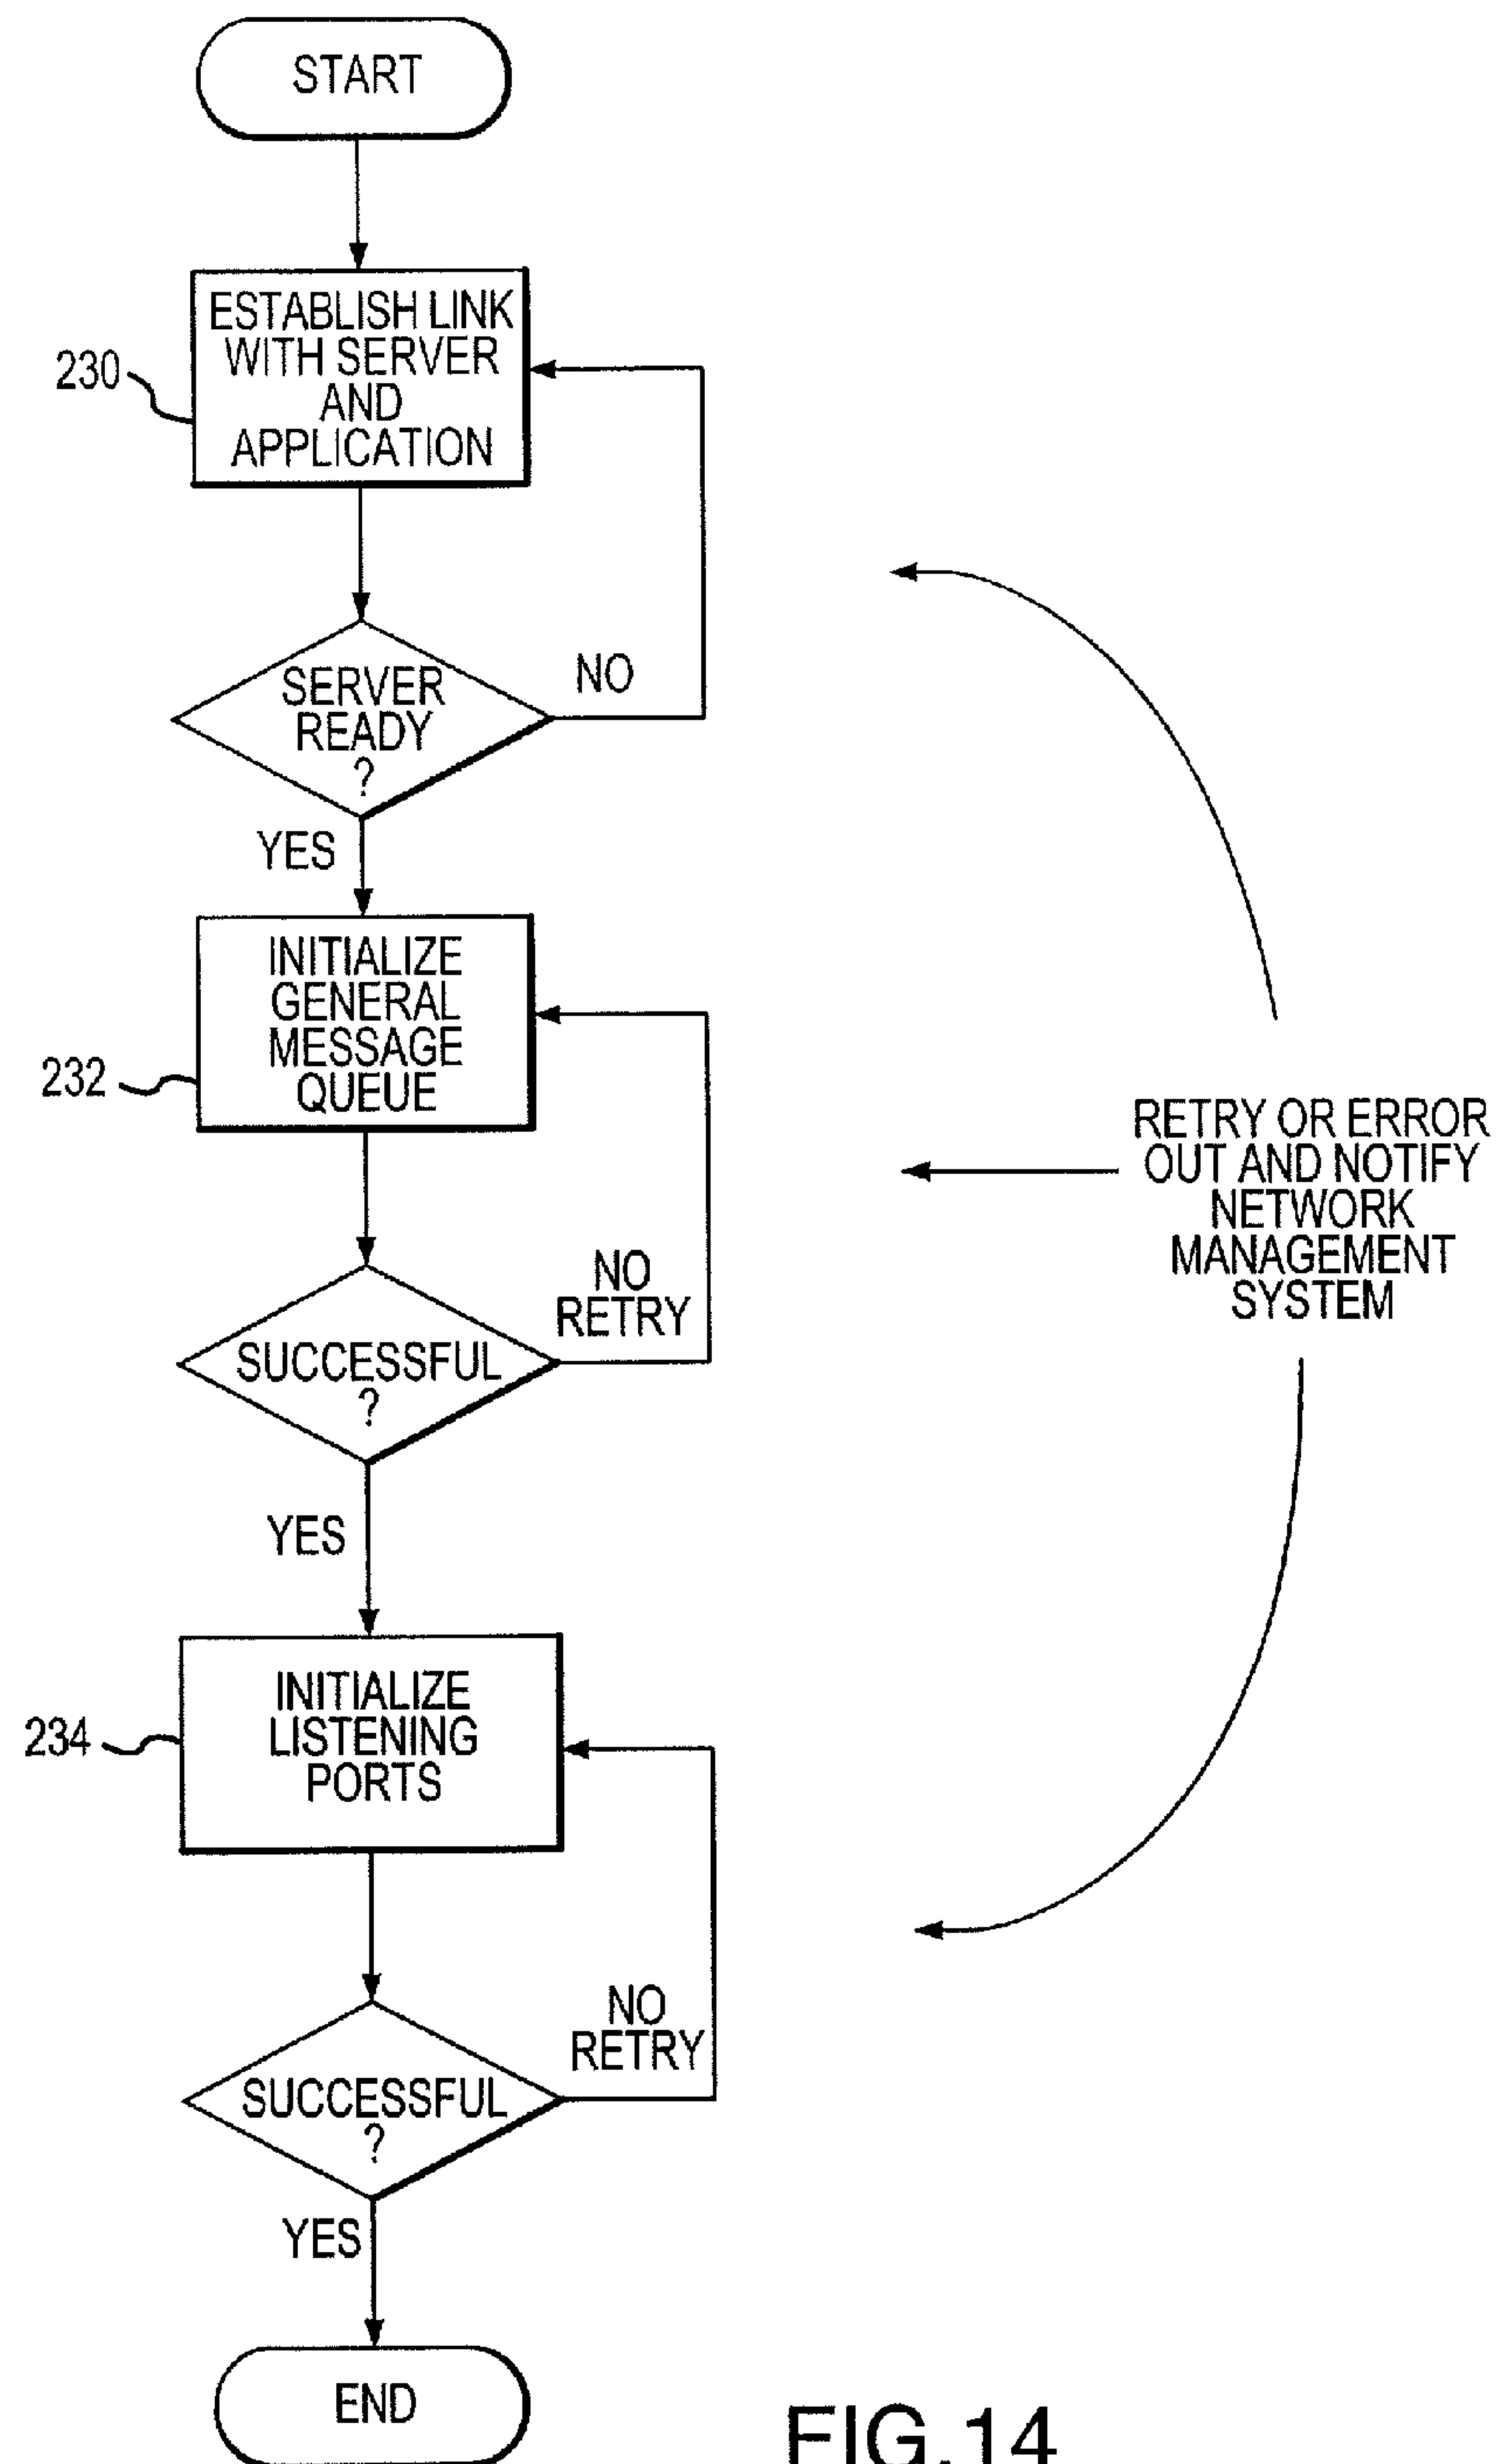 START
ESTABLISH LINK
WITH SERVER
AND
APPLICATION
230
SERVER
READY
?
NO
YES
INITIALIZE
GENERAL
MESSAGE
QUEUE
232
RETRY OR ERROR
OUT AND NOTIFY
NETWORK
MANAGEMENT
SYSTEM
SUCCESSFUL
?
NO
RETRY
YES
INITIALIZE
LISTENING
PORTS
234
SUCCESSFUL
?
NO
RETRY
YES
END
FIG.14